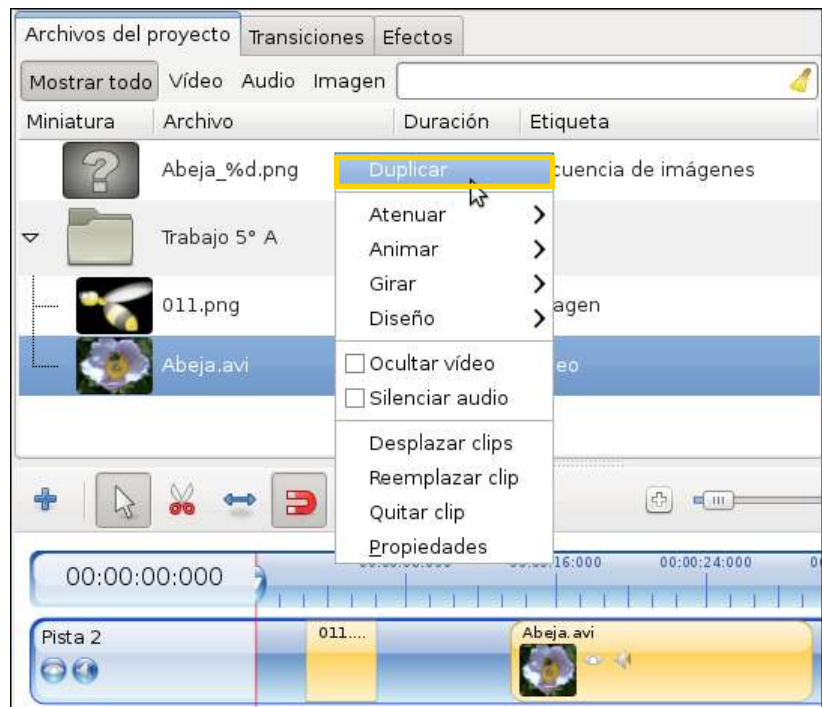 Archivos del proyecto Transiciones Efectos
Mostrar todo Vídeo Audio Imagen
Miniatura Archivo Duración Etiqueta
Abeja_%d.png cuencia de imágenes
Duplicar
Atenuar
Trabajo 5° A
Animar
Girar
011.png agen
Diseño
Ocultar vídeo
Abeja.avi eo
Silenciar audio
Desplazar clips
Reemplazar clip
Quitar clip
Propiedades
00:00:00:000 16:000 00:00:24:000
Pista 2 011.... Abeja.avi